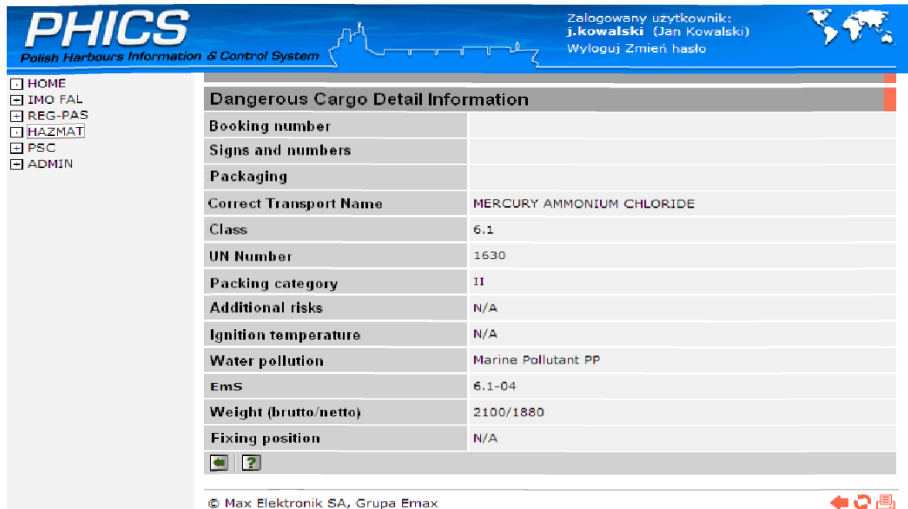 PHICS
Polish Harbours Information & Control System
Zalogowany użytkownik:
j.kowalski (Jan Kowalski)
Wyloguj Zmień hasło
HOME
IMO FAL
REG-PAS
HAZMAT
PSC
ADMIN
Dangerous Cargo Detail Information
Booking number
Signs and numbers
Packaging
Correct Transport Name MERCURY AMMONIUM CHLORIDE
Class 6.1
UN Number 1630
Packing category II
Additional risks N/A
Ignition temperature N/A
Water pollution Marine Pollutant PP
EmS 6.1-04
Weight (brutto/netto) 2100/1880
Fixing position N/A
?
© Max Elektronik SA, Grupa Emax